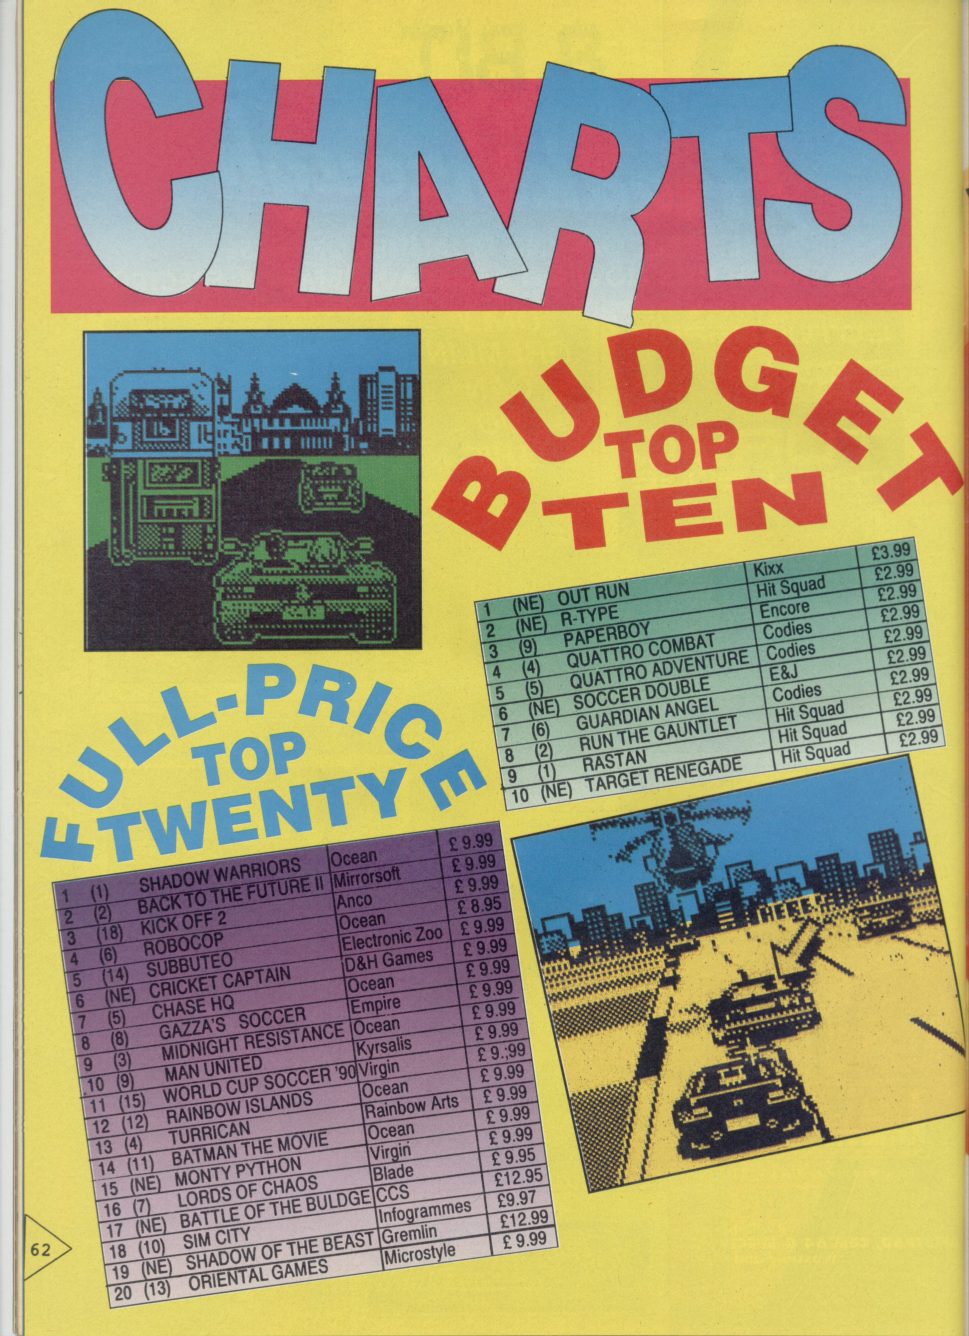 CHARTS
BUDGET
TOP
TEN
1 (NE) OUT RUN Kixx £3.99
2 (NE) R-TYPE Hit Squad £2.99
3 (9) PAPERBOY Encore £2.99
4 (4) QUATTRO COMBAT Codies £2.99
5 (5) QUATTRO ADVENTURE Codies £2.99
6 (NE) SOCCER DOUBLE E&J £2.99
7 (6) GUARDIAN ANGEL Codies £2.99
8 (2) RUN THE GAUNTLET Hit Squad £2.99
9 (1) RASTAN Hit Squad £2.99
10 (NE) TARGET RENEGADE Hit Squad £2.99
FULL-PRICE
TOP
TWENTY
1 (1) SHADOW WARRIORS Ocean £ 9.99
2 (2) BACK TO THE FUTURE II Mirrorsoft £ 9.99
3 (18) KICK OFF 2 Anco £ 9.99
4 (6) ROBOCOP Ocean £ 8.95
5 (14) SUBBUTEO Electronic Zoo £ 9.99
6 (NE) CRICKET CAPTAIN D&H Games £ 9.99
7 (5) CHASE HQ Ocean £ 9.99
8 (8) GAZZA'S SOCCER Empire £ 9.99
9 (3) MIDNIGHT RESISTANCE Ocean £ 9.99
10 (9) MAN UNITED Kyrsalis £ 9.99
11 (15) WORLD CUP SOCCER '90 Virgin £ 9.,99
12 (12) RAINBOW ISLANDS Ocean £ 9.99
13 (4) TURRICAN Rainbow Arts £ 9.99
14 (11) BATMAN THE MOVIE Ocean £ 9.99
15 (NE) MONTY PYTHON Virgin £ 9.99
16 (7) LORDS OF CHAOS Blade £ 9.95
17 (NE) BATTLE OF THE BULDGE CCS £12.95
18 (10) SIM CITY Infogrammes £9.97
19 (NE) SHADOW OF THE BEAST Gremlin £12.99
20 (13) ORIENTAL GAMES Microstyle £ 9.99
HERE!
62